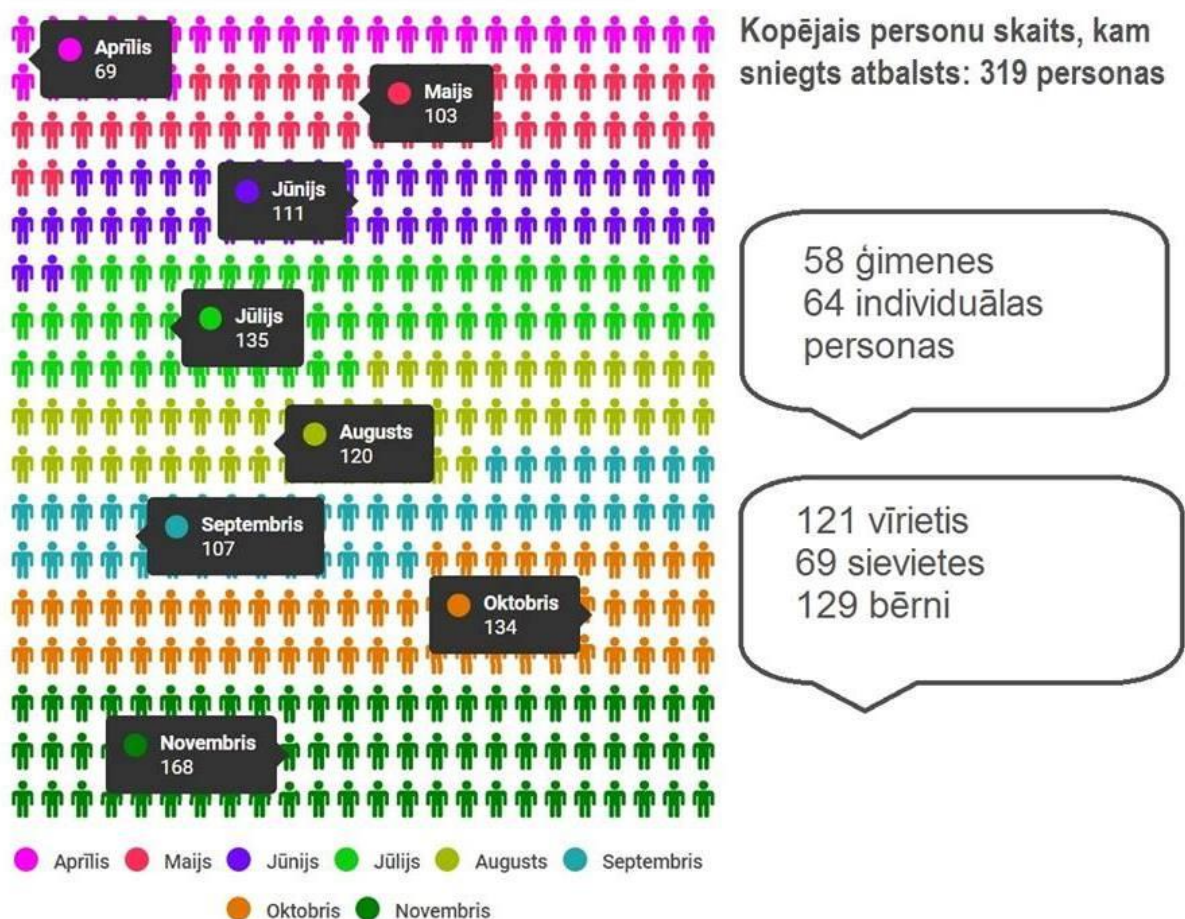 Aprīlis
69
Maijs
103
Jūnijs
111
Jūlijs
135
Augusts
120
Septembris
107
Oktobris
134
Novembris
168
Aprīlis Maijs Jūnijs Jūlijs Augusts Septembris
Oktobris Novembris
Kopējais personu skaits, kam
sniegts atbalsts: 319 personas
58 ģimenes
64 individuālas
personas
121 vīrietis
69 sievietes
129 bērni